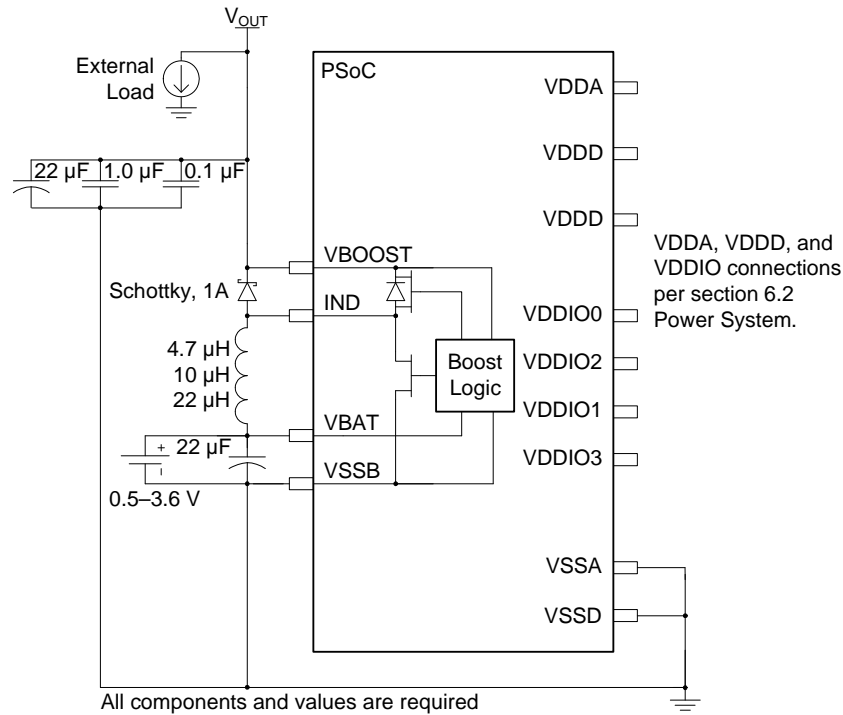 VOUT
External
Load
PSoC
VDDA
VDDD
VDDD
22 µF
1.0 µF
0.1 µF
VDDA, VDDD, and
VDDIO connections
per section 6.2
Power System.
VBOOST
Schottky, 1A
IND
VDDIO0
4.7 µH
10 µH
22 µH
Boost
Logic
VDDIO2
VDDIO1
VBAT
22 µF
+
-
VDDIO3
VSSB
0.5–3.6 V
VSSA
VSSD
All components and values are required